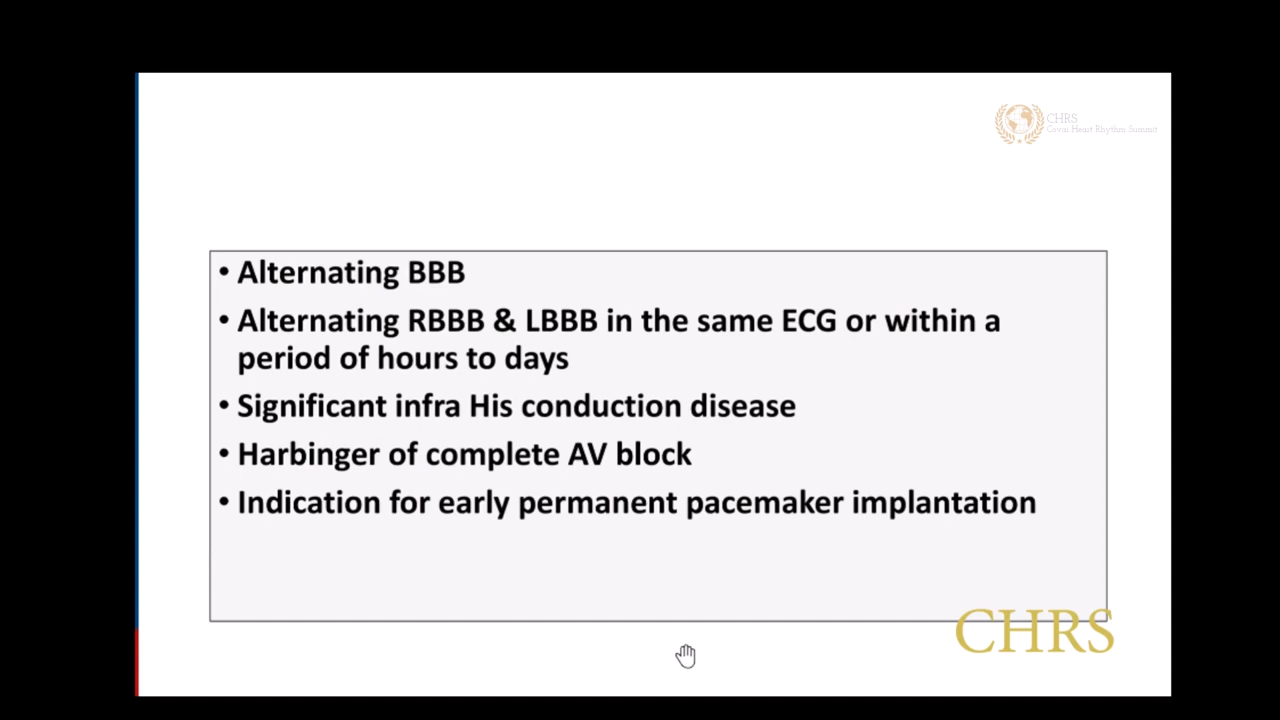 CHRS
Covai Heart Rhythm Summit
• Alternating BBB
• Alternating RBBB & LBBB in the same ECG or within a
period of hours to days
• Significant infra His conduction disease
• Harbinger of complete AV block
• Indication for early permanent pacemaker implantation
CHRS